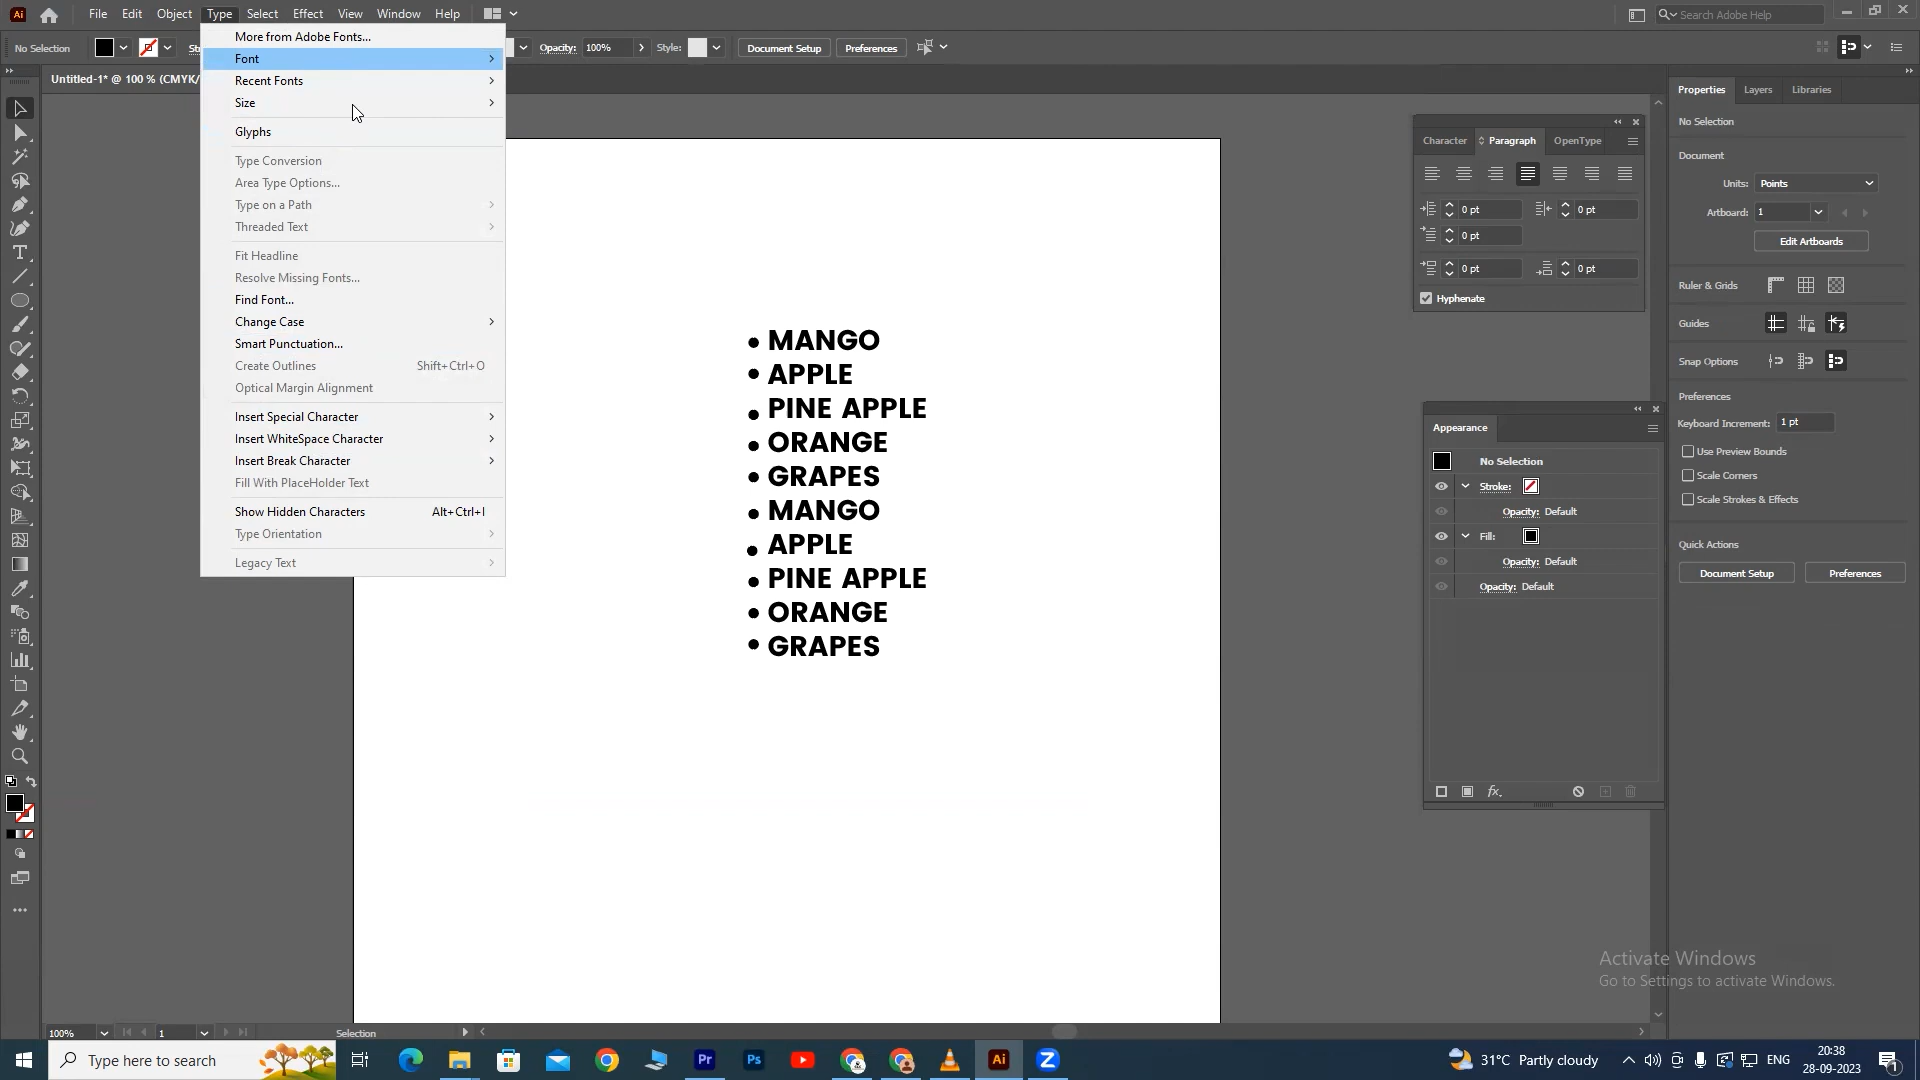 Ai File Edit Object Type Select Effect View Window Help Search Adobe Help
No Selection Opacity: 100% Style: Document Setup Preferences
Untitled-1* @ 100 % (CMYK/
More from Adobe Fonts...
Font
Recent Fonts
Size
Glyphs
Type Conversion
Area Type Options...
Type on a Path
Threaded Text
Fit Headline
Resolve Missing Fonts...
Find Font...
Change Case
Smart Punctuation...
Create Outlines Shift+Ctrl+O
Optical Margin Alignment
Insert Special Character
Insert WhiteSpace Character
Insert Break Character
Fill With PlaceHolder Text
Show Hidden Characters Alt+Ctrl+I
Type Orientation
Legacy Text
• MANGO
• APPLE
• PINE APPLE
• ORANGE
• GRAPES
• MANGO
• APPLE
• PINE APPLE
• ORANGE
• GRAPES
Character Paragraph OpenType
0 pt 0 pt
0 pt
0 pt 0 pt
Hyphenate
Appearance
No Selection
Stroke:
Opacity: Default
Fill:
Opacity: Default
Opacity: Default
fx.
Properties Layers Libraries
No Selection
Document
Units: Points
Artboard: 1
Edit Artboards
Ruler & Grids
Guides
Snap Options
Preferences
Keyboard Increment: 1 pt
Use Preview Bounds
Scale Corners
Scale Strokes & Effects
Quick Actions
Document Setup Preferences
Activate Windows
Go to Settings to activate Windows.
100% 1 Selection
Type here to search Pr Ps Ai Z 31°C Partly cloudy ENG
20:38
28-09-2023
1